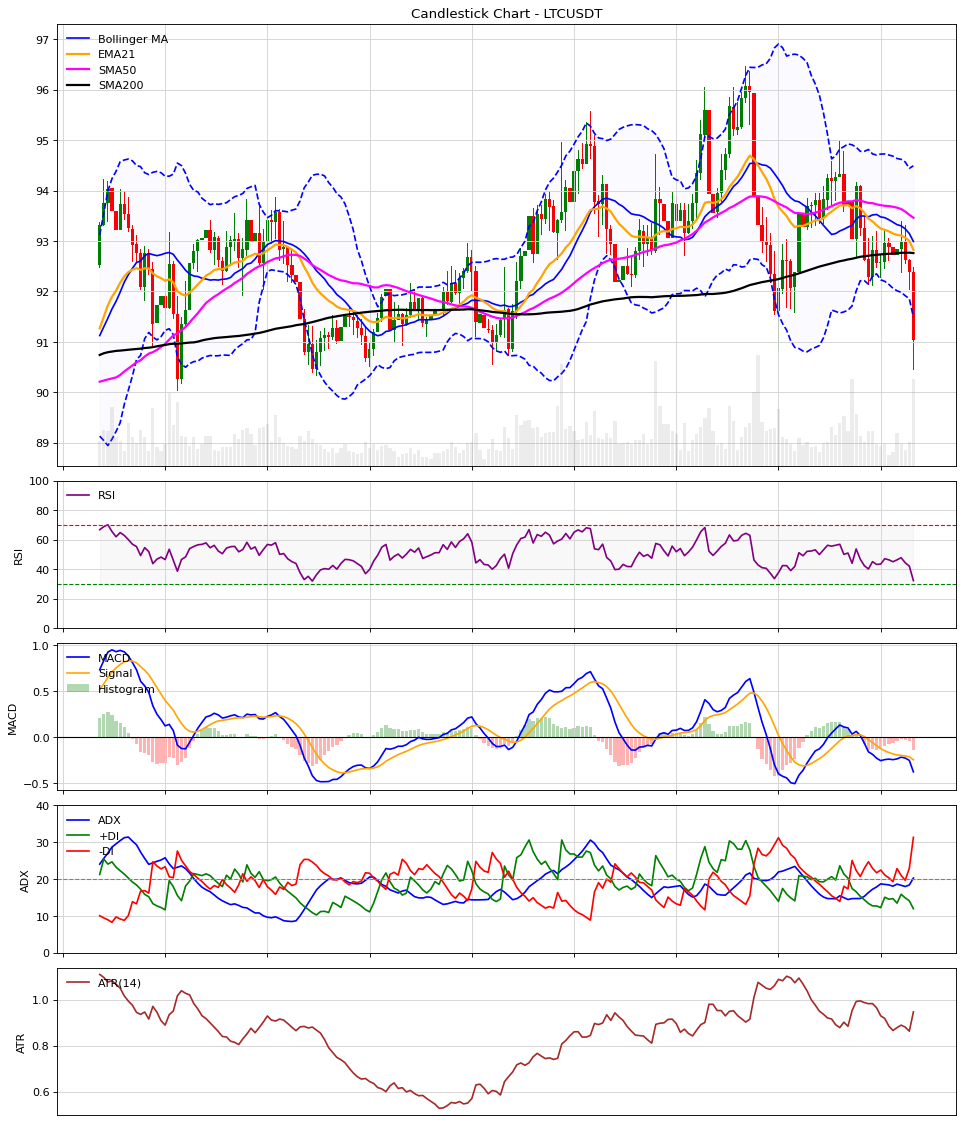 Candlestick Chart - LTCUSDT
Bollinger MA
EMA21
SMA50
SMA200
97
96
95
94
93
92
91
90
89
RSI
RSI
100
80
60
40
20
0
MACD
Signal
Histogram
MACD
1.0
0.5
0.0
−0.5
ADX
+DI
-DI
ADX
40
30
20
10
0
ATR(14)
ATR
1.0
0.8
0.6